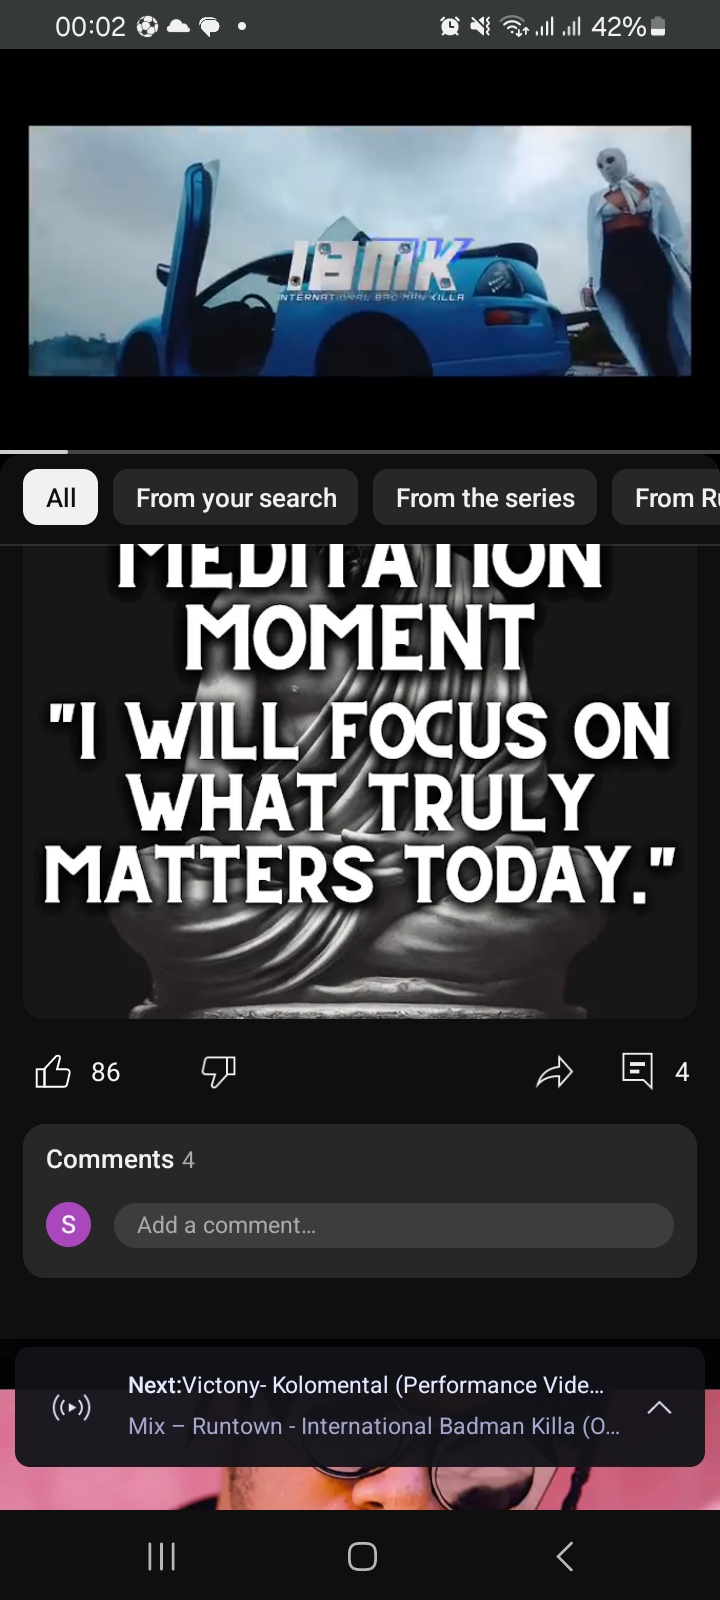 00:02
42%
IBMK
INTERNATIONAL BAD MAN KILLA
All
From your search
From the series
From Ru
MEDITATION
MOMENT
"I WILL FOCUS ON
WHAT TRULY
MATTERS TODAY."
86
4
Comments 4
S
Add a comment...
Next:Victony- Kolomental (Performance Vide...
Mix – Runtown - International Badman Killa (O...